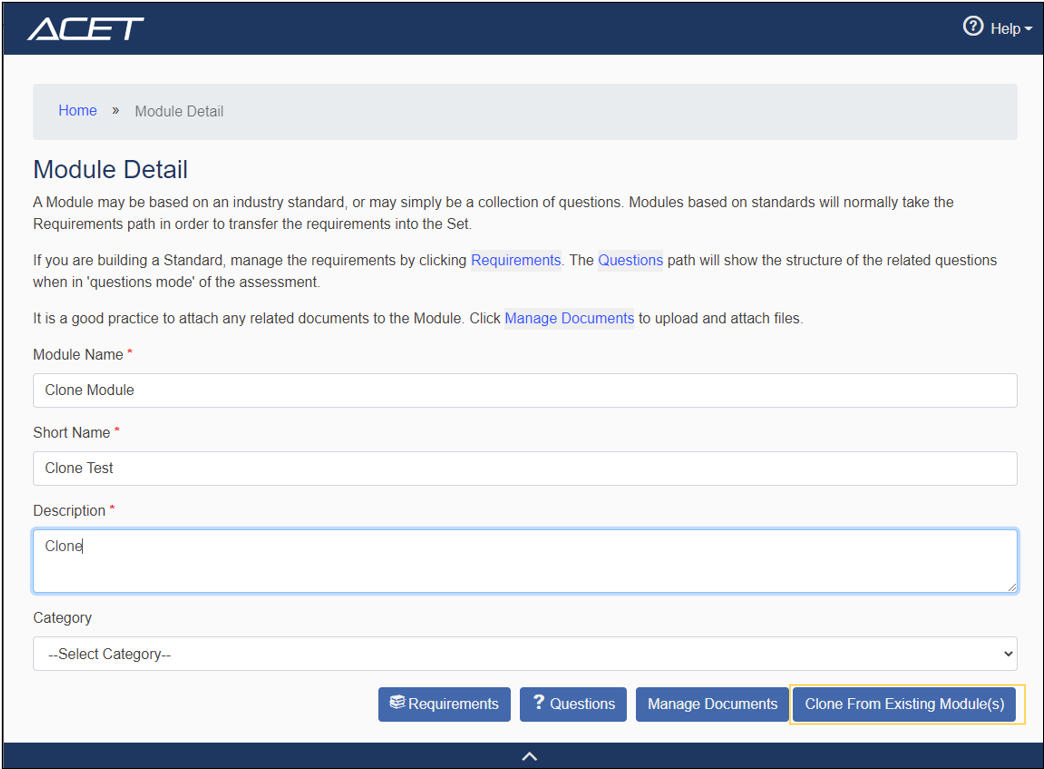 ACET
? Help
Home » Module Detail
Module Detail
A Module may be based on an industry standard, or may simply be a collection of questions. Modules based on standards will normally take the
Requirements path in order to transfer the requirements into the Set.
If you are building a Standard, manage the requirements by clicking Requirements. The Questions path will show the structure of the related questions
when in 'questions mode' of the assessment.
It is a good practice to attach any related documents to the Module. Click Manage Documents to upload and attach files.
Module Name *
Clone Module
Short Name *
Clone Test
Description *
Clone
Category
--Select Category--
Requirements ? Questions Manage Documents Clone From Existing Module(s)